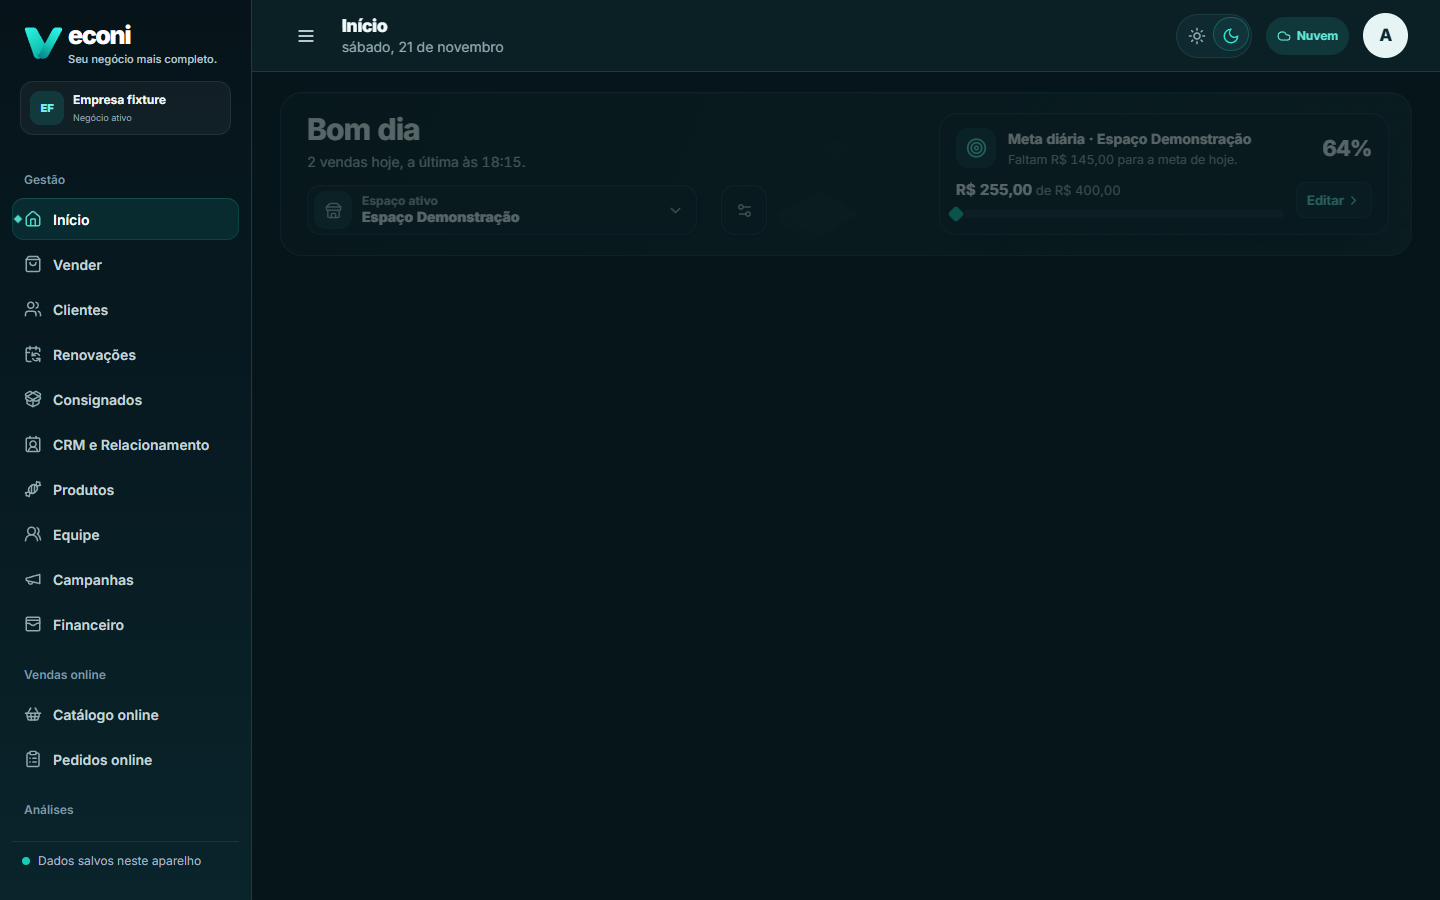 Veconi
Seu negócio mais completo.
EF
Empresa fixture
Negócio ativo
Gestão
Início
Vender
Clientes
Renovações
Consignados
CRM e Relacionamento
Produtos
Equipe
Campanhas
Financeiro
Vendas online
Catálogo online
Pedidos online
Análises
Dados salvos neste aparelho
Início
sábado, 21 de novembro
Nuvem
A
Bom dia
2 vendas hoje, a última às 18:15.
Espaço ativo
Espaço Demonstração
Meta diária · Espaço Demonstração
Faltam R$ 145,00 para a meta de hoje.
64%
R$ 255,00 de R$ 400,00
Editar